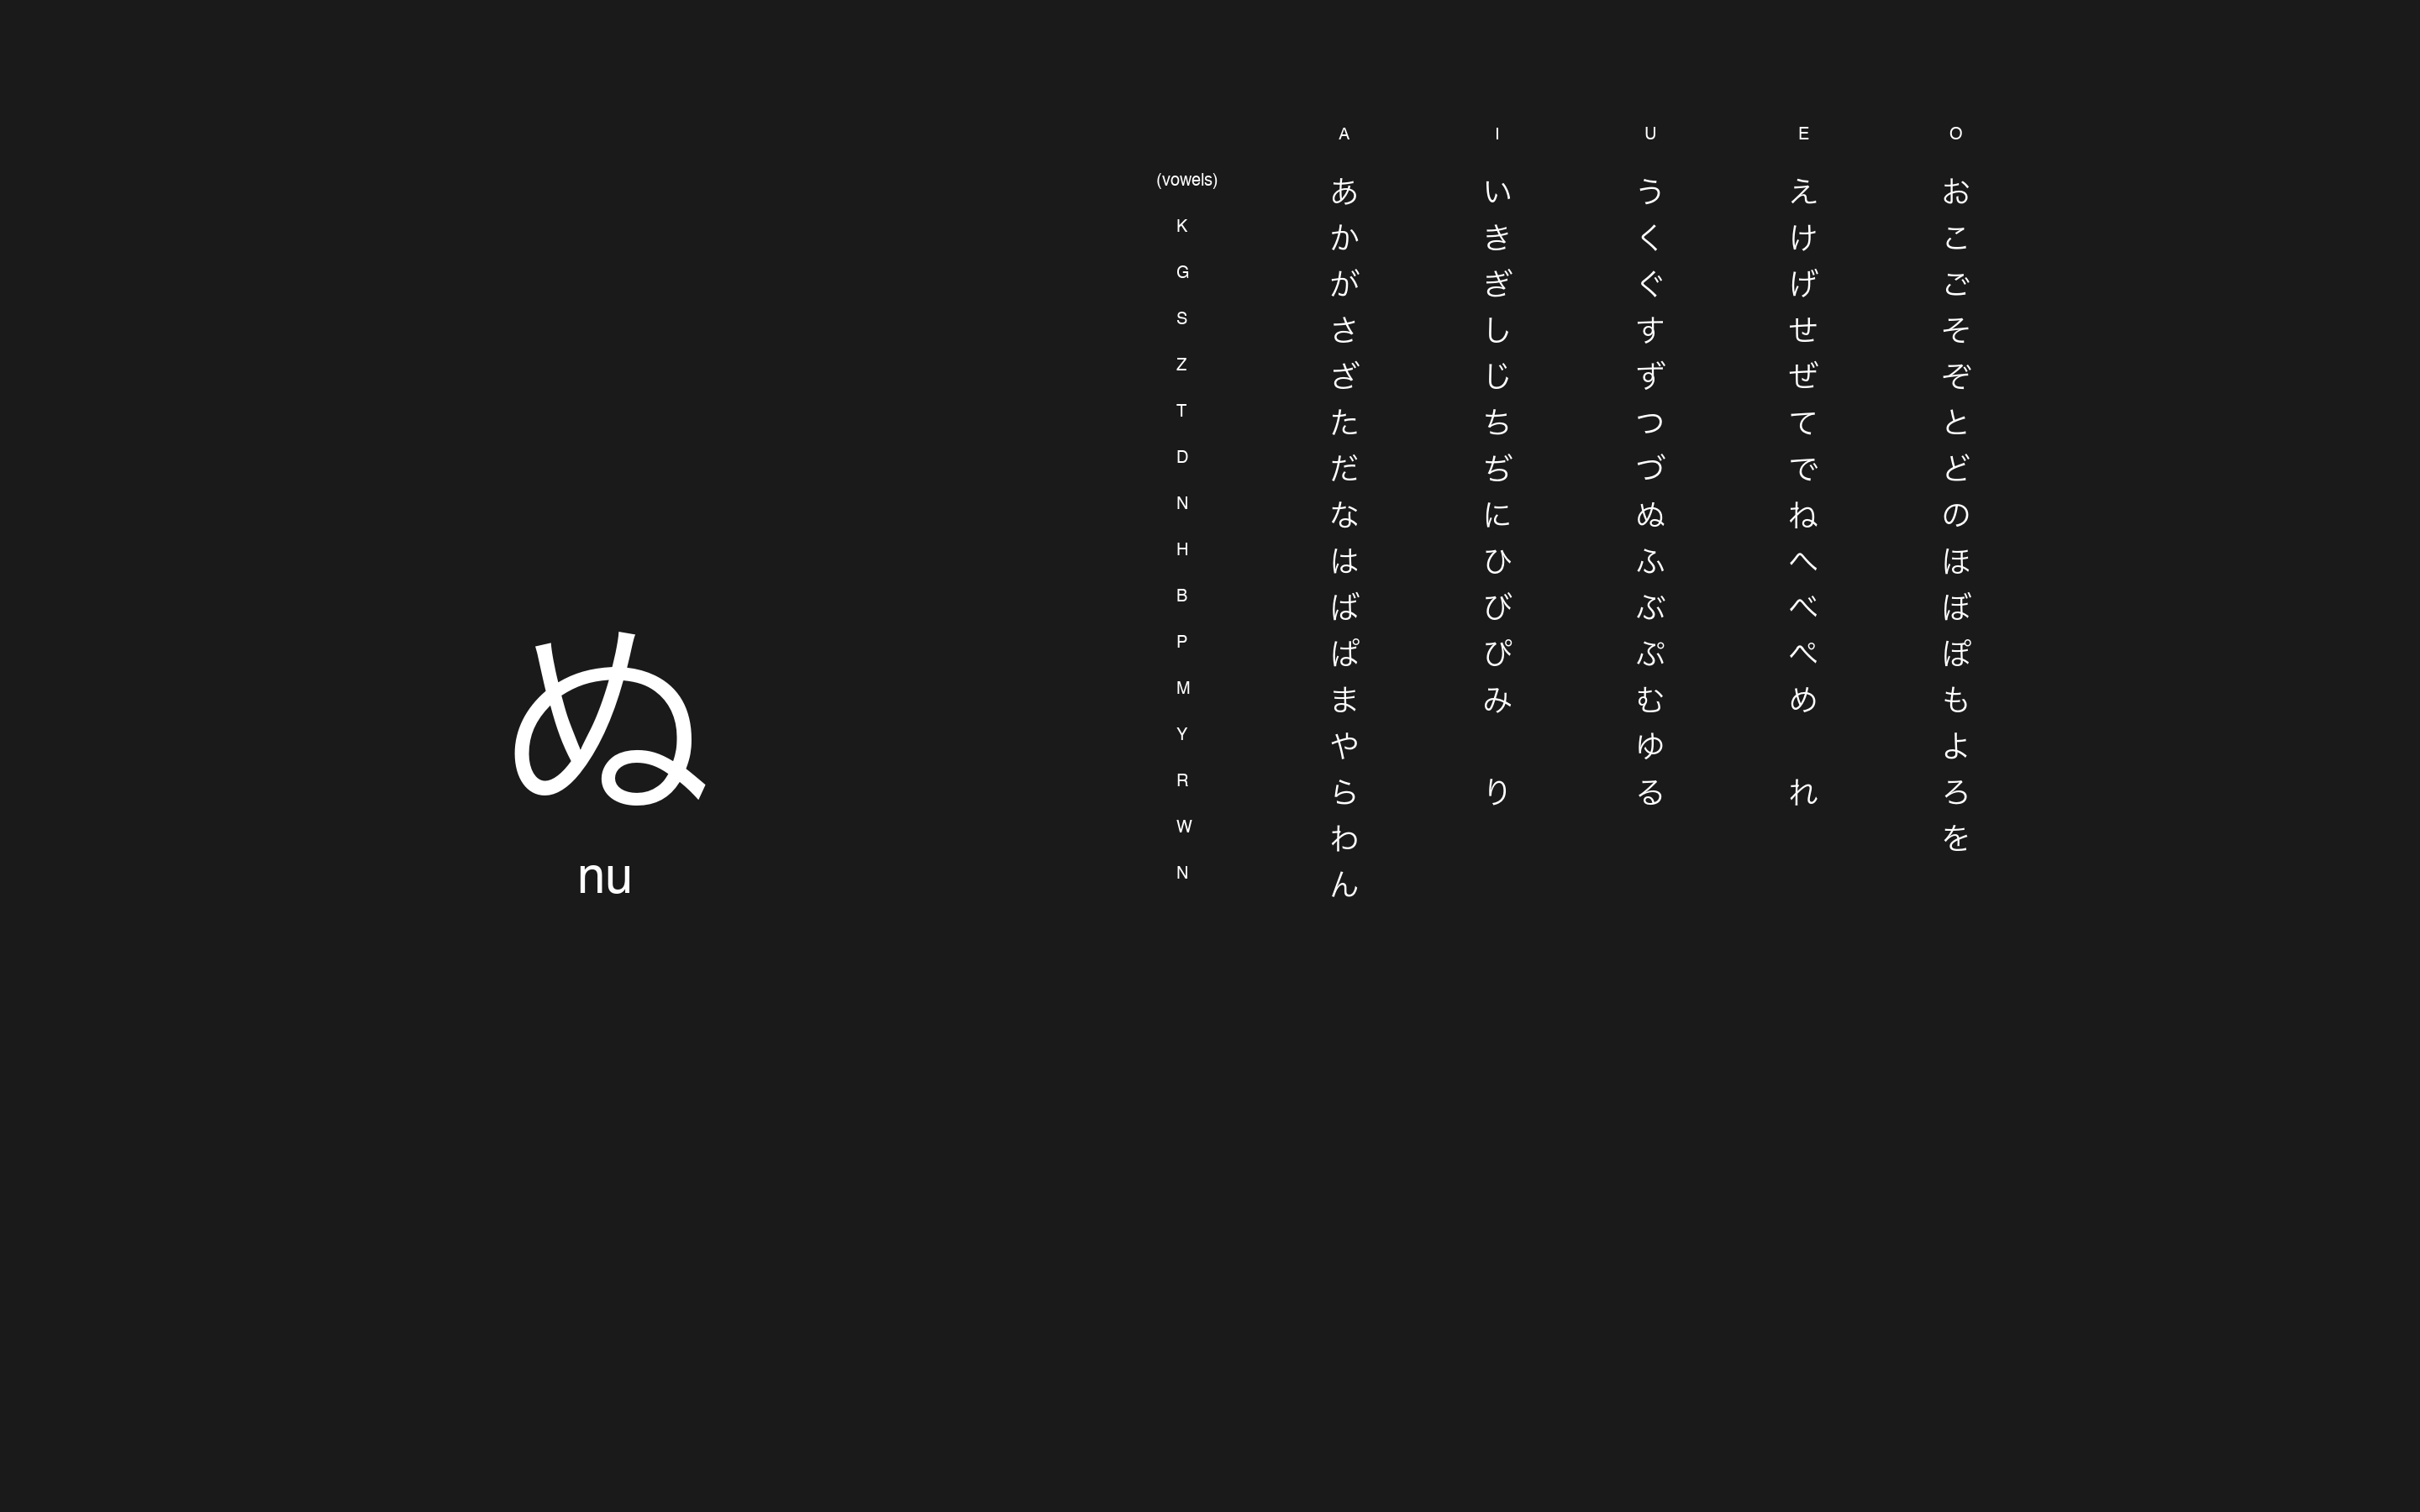 ぬ
nu
A I U E O
(vowels) あ い う え お
K か き く け こ
G が ぎ ぐ げ ご
S さ し す せ そ
Z ざ じ ず ぜ ぞ
T た ち つ て と
D だ ぢ づ で ど
N な に ぬ ね の
H は ひ ふ へ ほ
B ば び ぶ べ ぼ
P ぱ ぴ ぷ ぺ ぽ
M ま み む め も
Y や ゆ よ
R ら り る れ ろ
W わ を
N ん